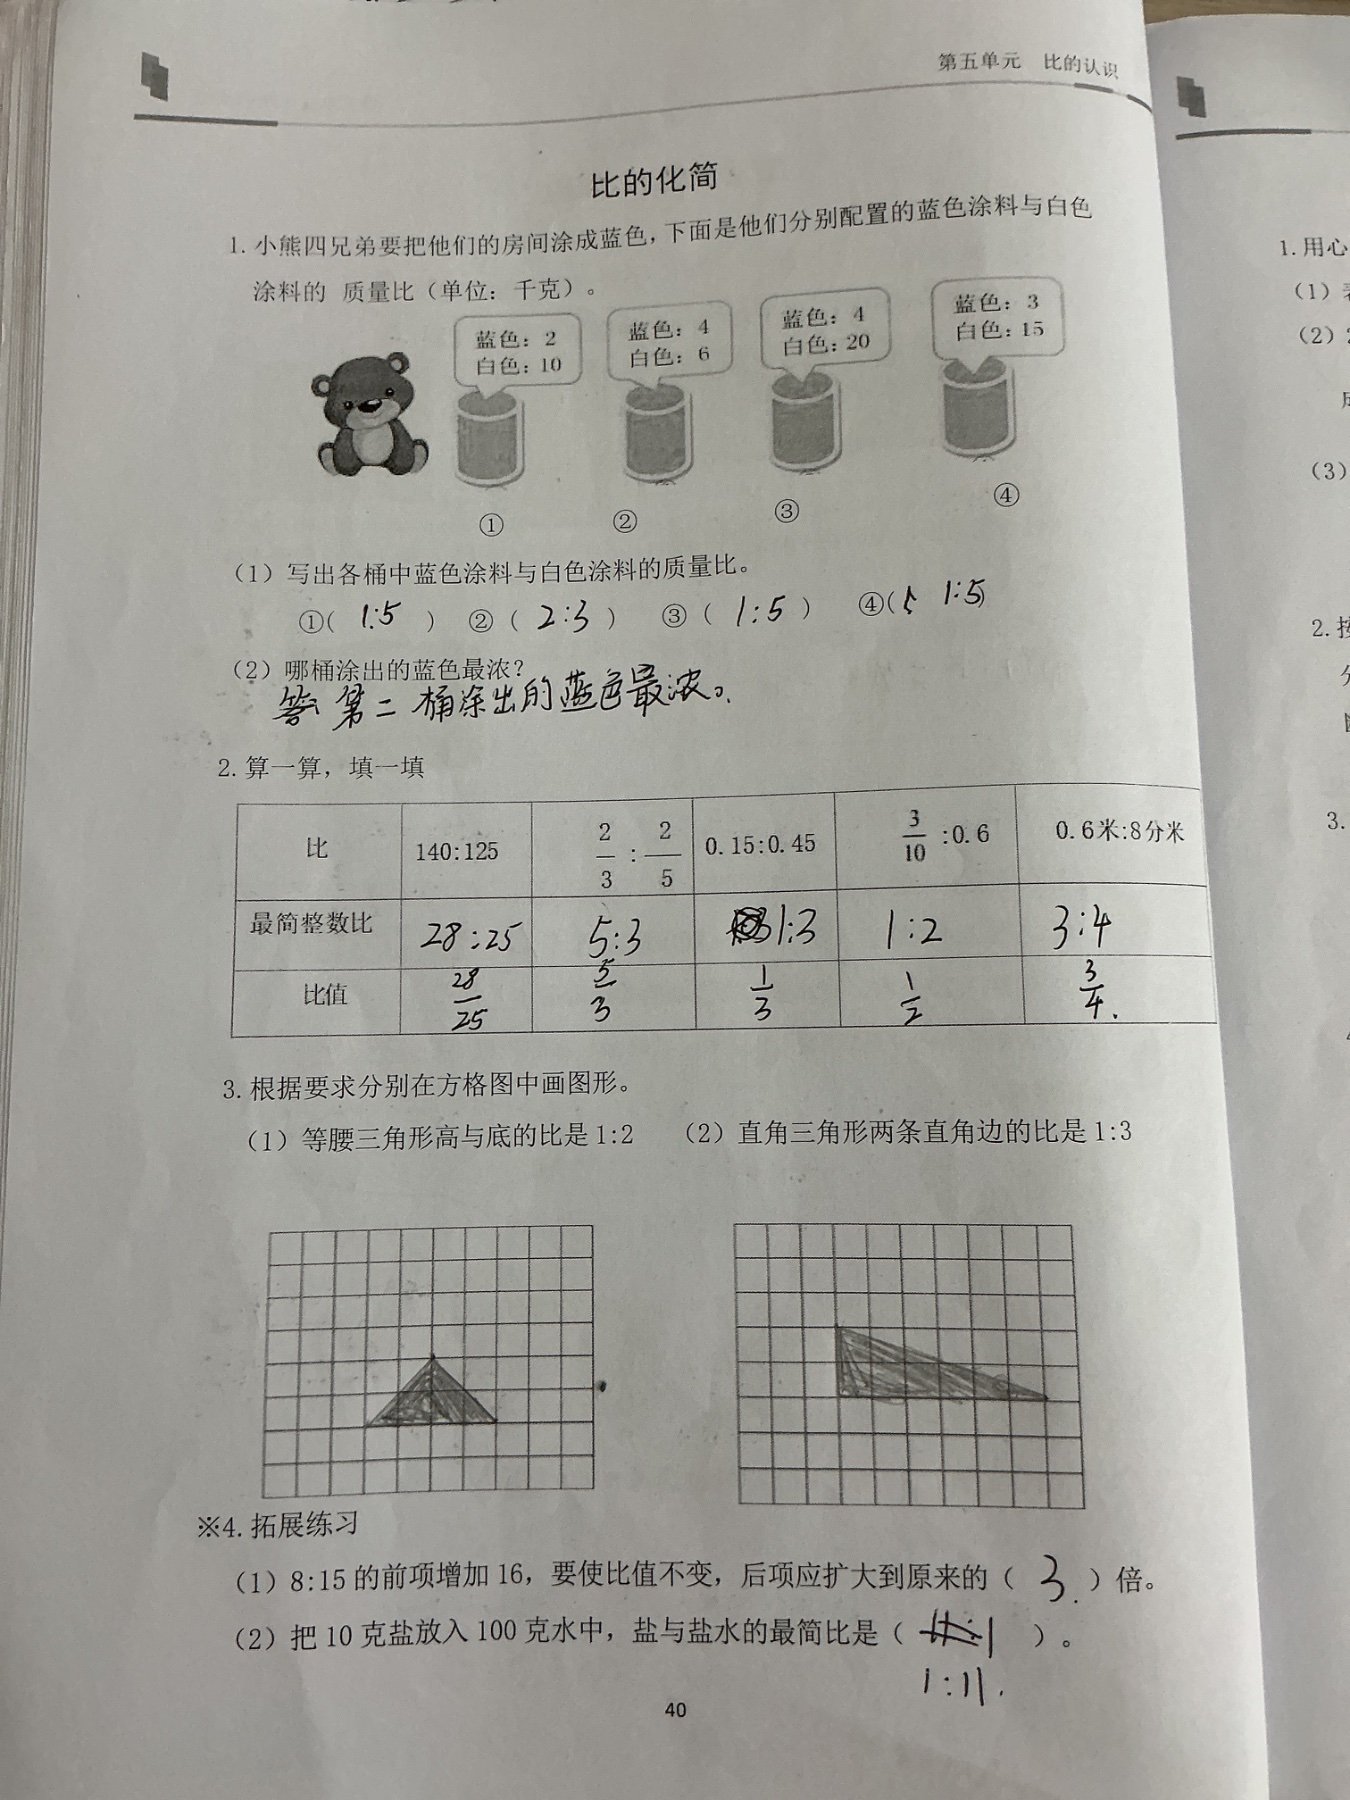 第五单元 比的认识
比的化简
1.小熊四兄弟要把他们的房间涂成蓝色，下面是他们分别配置的蓝色涂料与白色
涂料的 质量比（单位：千克）。
蓝色：2
白色：10
蓝色：4
白色：6
蓝色：4
白色：20
蓝色：3
白色：15
① ② ③ ④
（1）写出各桶中蓝色涂料与白色涂料的质量比。
①( 1:5 ) ②( 2:3 ) ③( 1:5 ) ④( 1:5)
（2）哪桶涂出的蓝色最浓？
答：第二桶涂出的蓝色最浓。
2.算一算，填一填
比 140:125 2/3:2/5 0.15:0.45 3/10:0.6 0.6米:8分米
最简整数比 28:25 5:3 1:3 1:2 3:4
比值 28/25 5/3 1/3 1/2 3/4.
3.根据要求分别在方格图中画图形。
（1）等腰三角形高与底的比是1:2 （2）直角三角形两条直角边的比是1:3
※4.拓展练习
（1）8:15的前项增加16，要使比值不变，后项应扩大到原来的（ 3. ）倍。
（2）把10克盐放入100克水中，盐与盐水的最简比是（ ）。
1:11.
40
1.用心
（1）
（2）2
（3）
2.按
3.